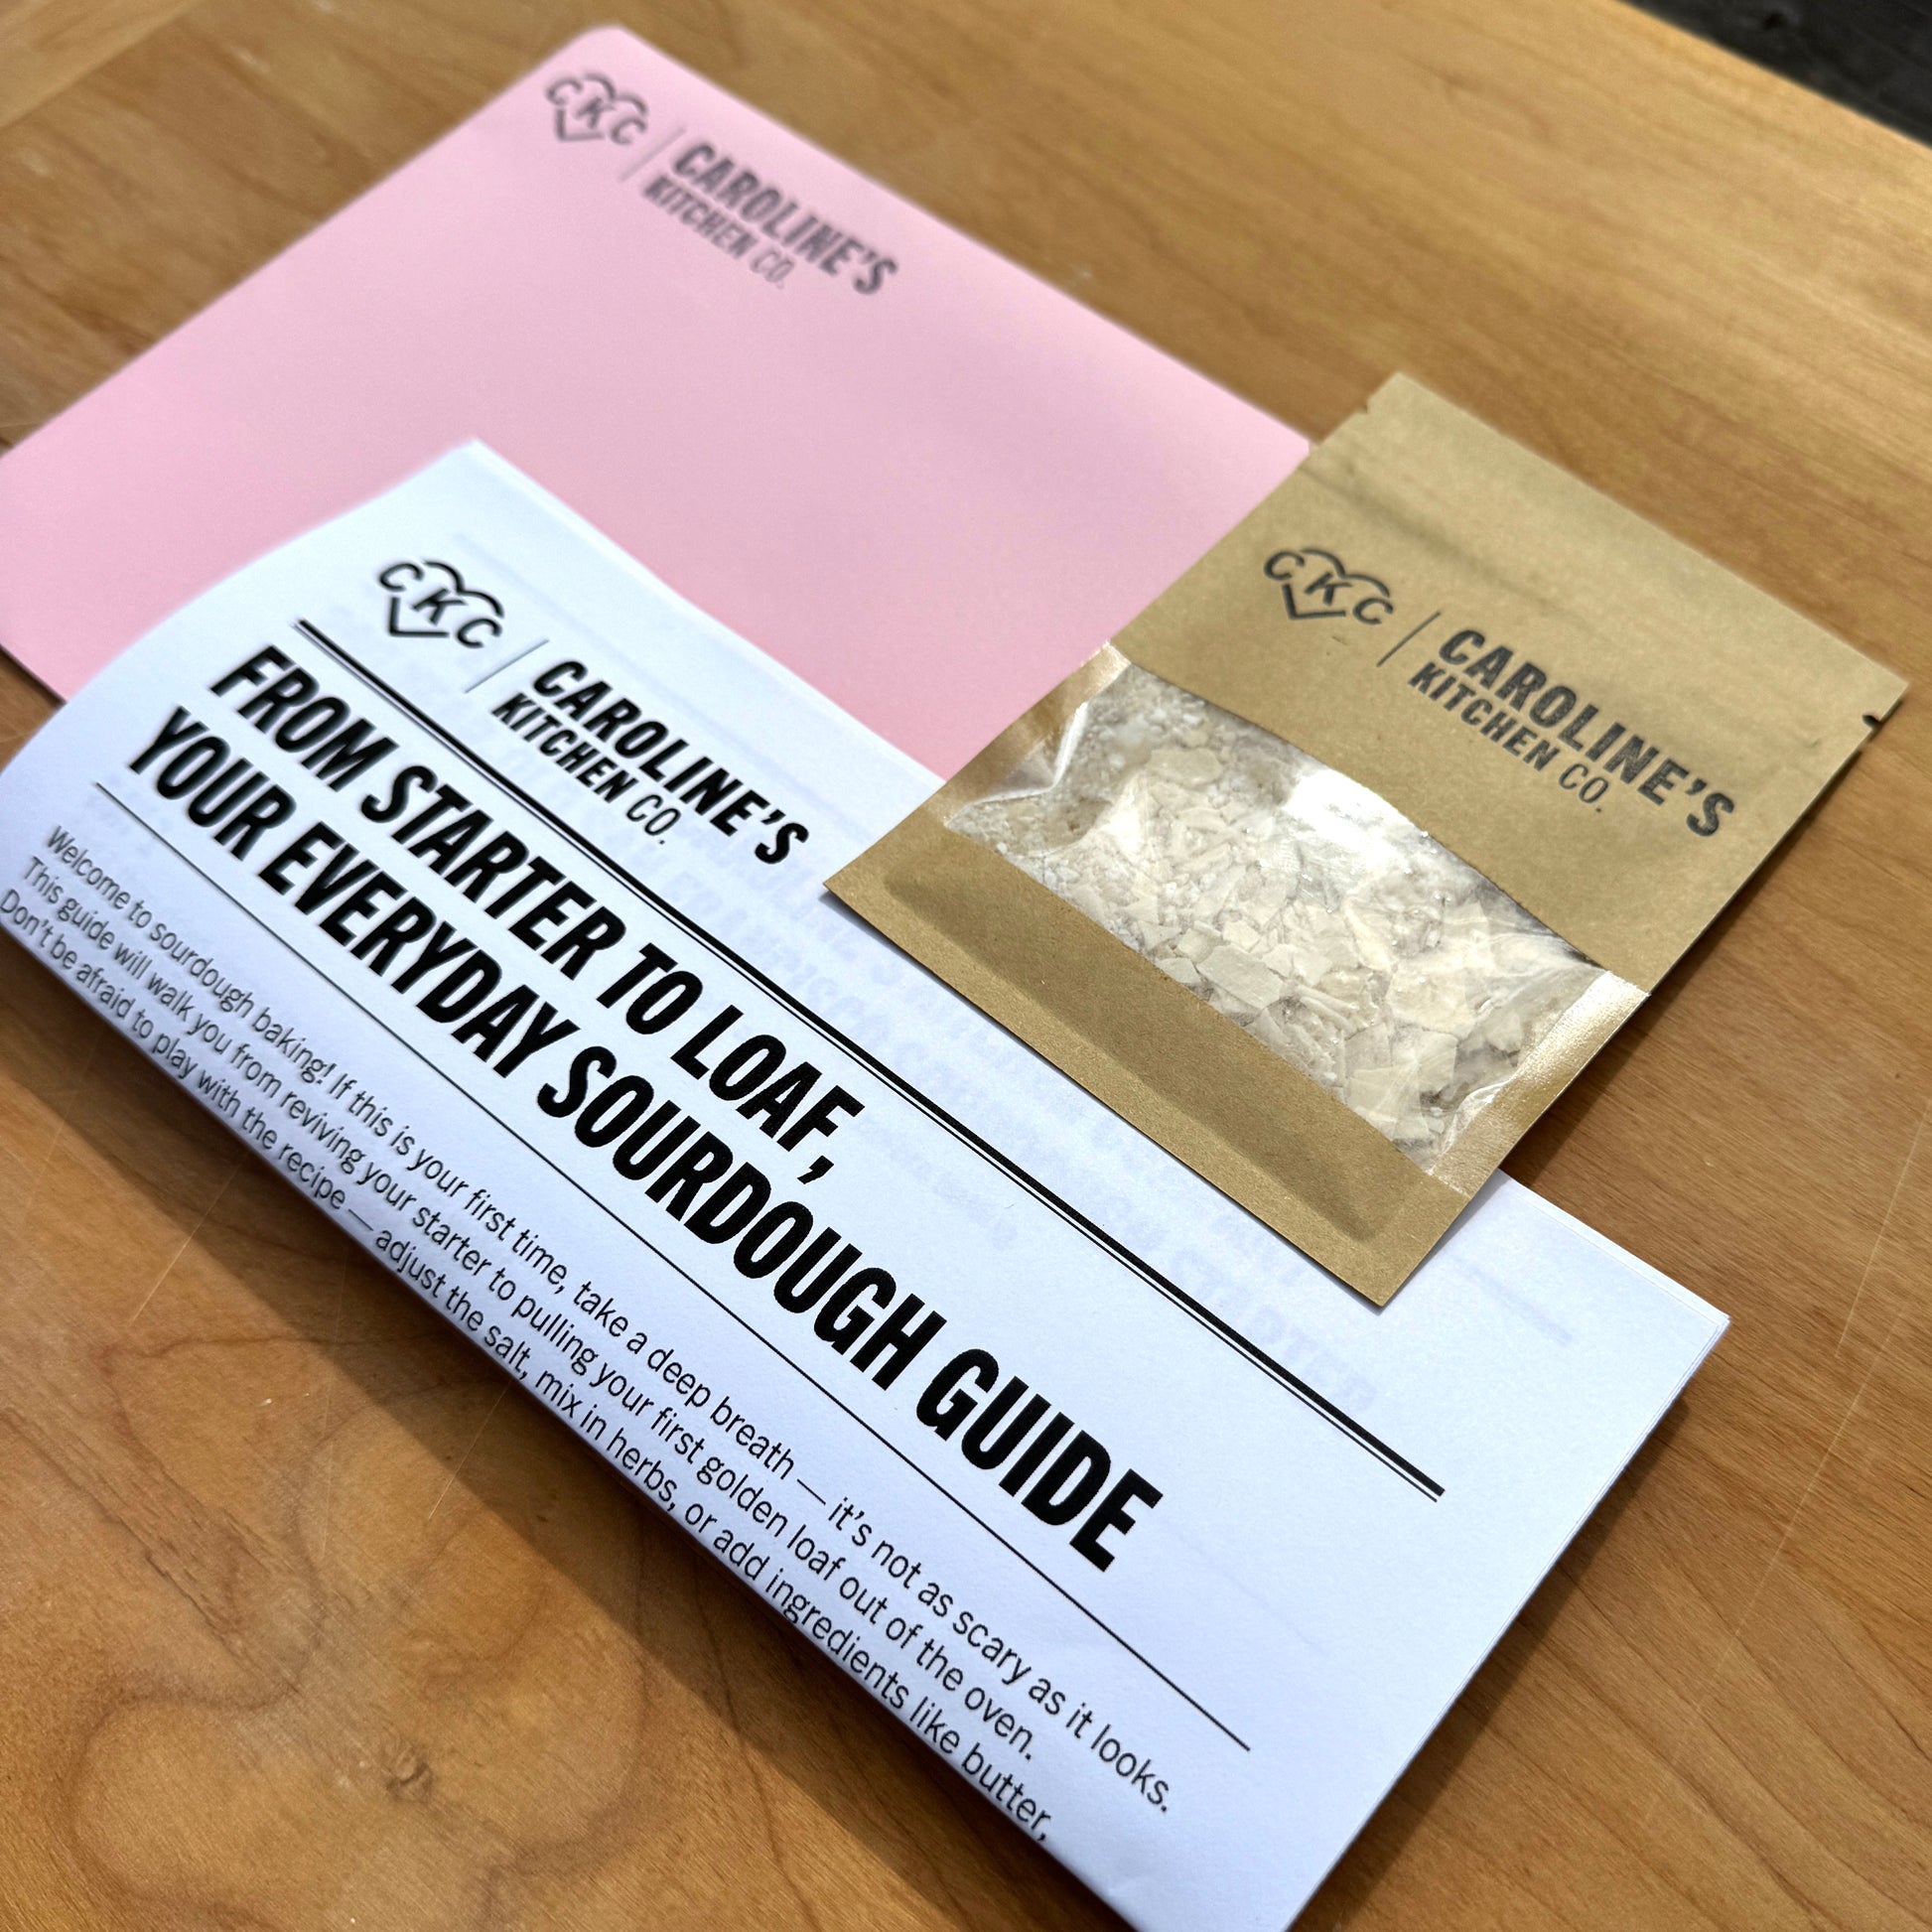 CKC
CAROLINE'S
KITCHEN CO.
CKC
CAROLINE'S
KITCHEN CO.
CKC
CAROLINE'S
KITCHEN CO.
FROM STARTER TO LOAF,
YOUR EVERYDAY SOURDOUGH GUIDE
Welcome to sourdough baking! If this is your first time, take a deep breath — it's not as scary as it looks.
This guide will walk you from reviving your starter to pulling your first golden loaf out of the oven.
Don't be afraid to play with the recipe — adjust the salt, mix in herbs, or add ingredients like butter,